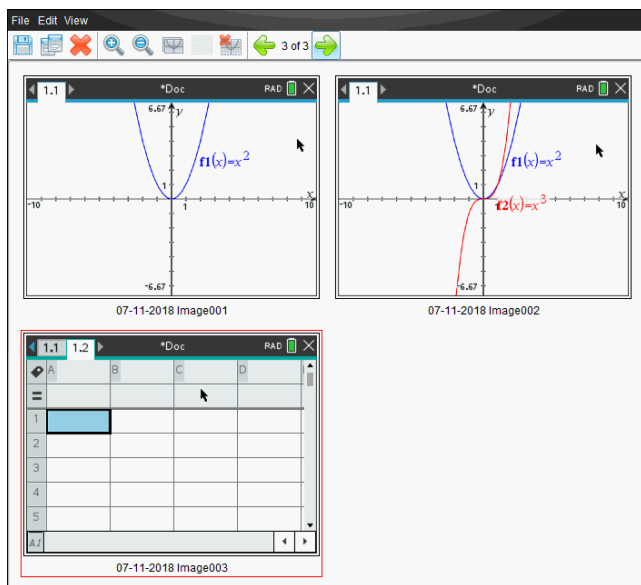 File Edit View
3 of 3
1.1 *Doc RAD
6.67 y
f1(x)=x²
1
-10 1 x 10
-6.67
07-11-2018 Image001
1.1 *Doc RAD
6.67 y
f1(x)=x²
1
-10 x 10
f2(x)=x³
-6.67
07-11-2018 Image002
1.1 1.2 *Doc RAD
A B C D
=
1
2
3
4
5
A1
07-11-2018 Image003